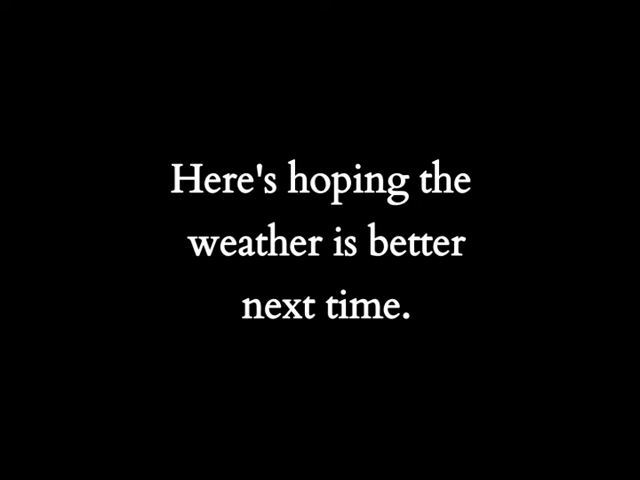 Here's hoping the
weather is better
next time.